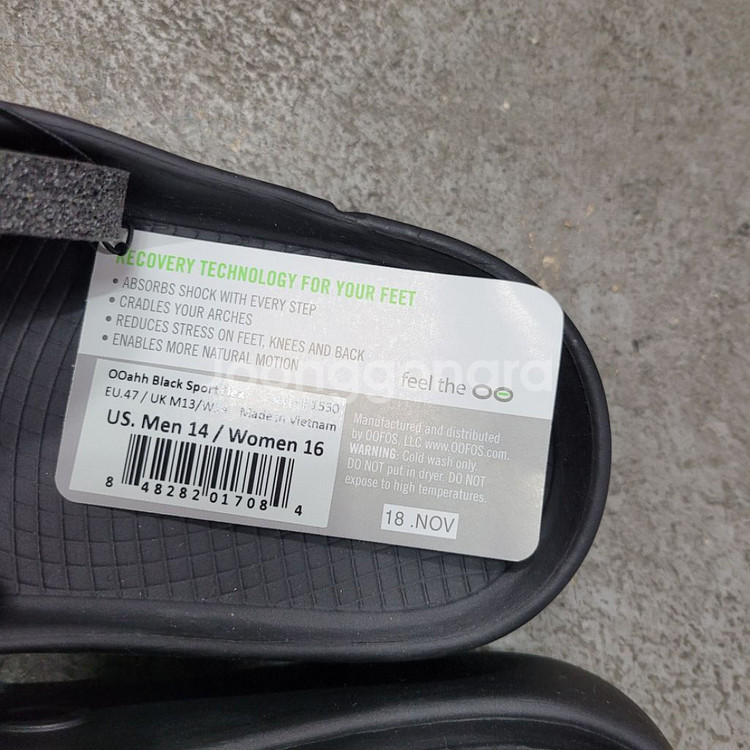 RECOVERY TECHNOLOGY FOR YOUR FEET
• ABSORBS SHOCK WITH EVERY STEP
• CRADLES YOUR ARCHES
• REDUCES STRESS ON FEET, KNEES AND BACK
• ENABLES MORE NATURAL MOTION
feel the
OOahh Black Sport
EU.47 / UK M13/ Made in Vietnam
US. Men 14 / Women 16
8 48282 01708 4
Manufactured and distributed
by OOFOS, LLC www.OOFOS.com.
WARNING: Cold wash only.
DO NOT put in dryer. DO NOT
expose to high temperatures.
18 .NOV
joonggonara